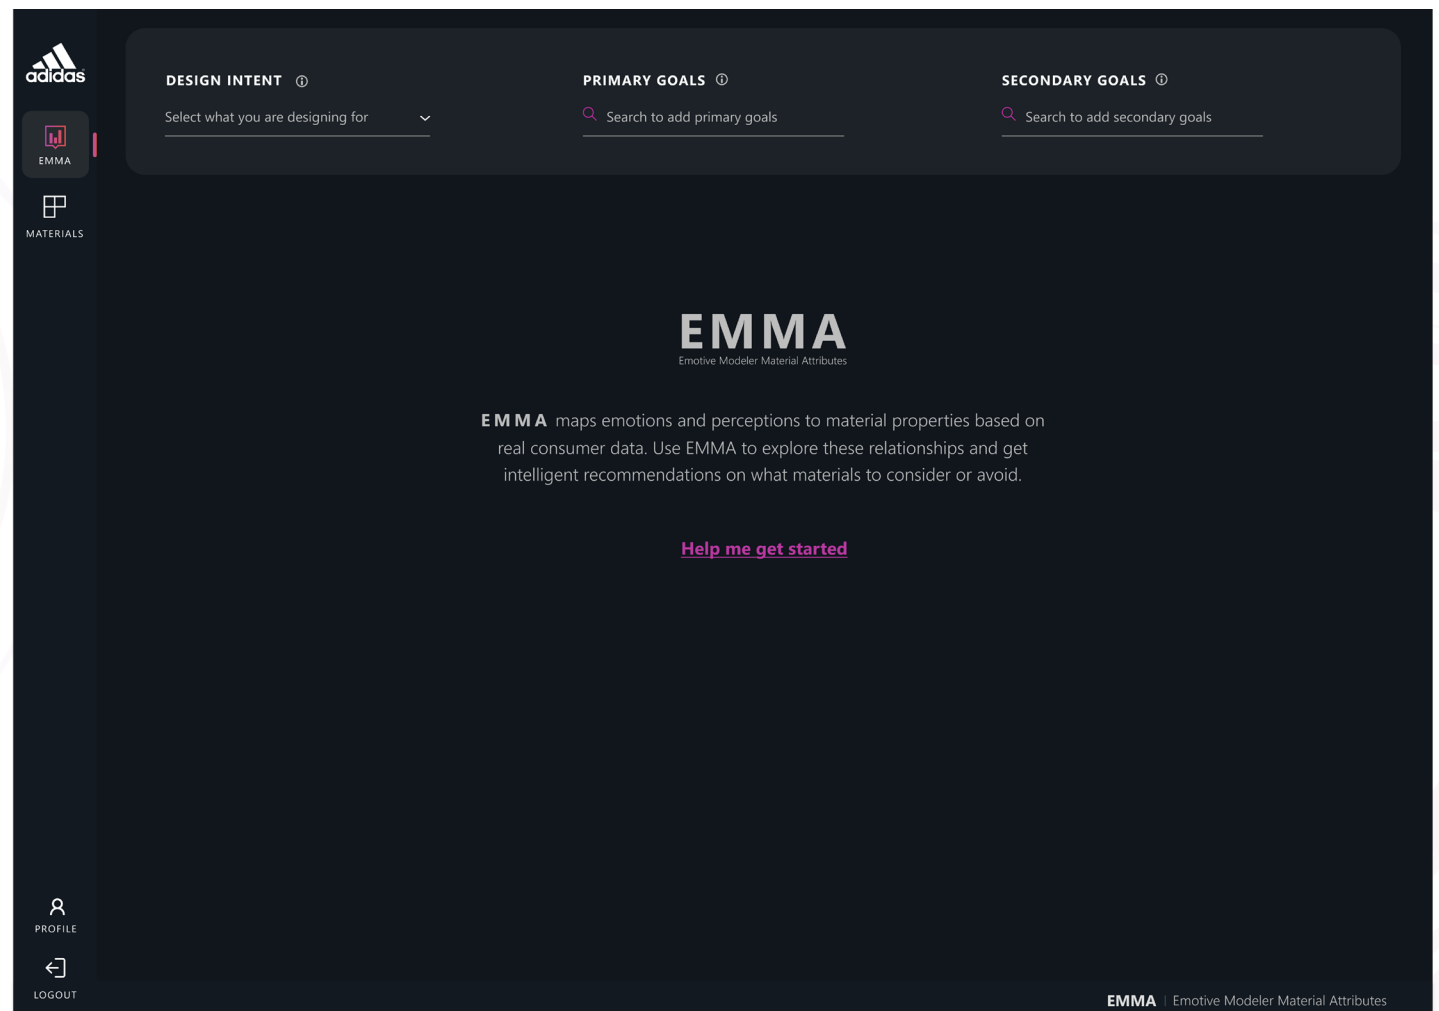 adidas
EMMA
MATERIALS
PROFILE
LOGOUT
DESIGN INTENT
Select what you are designing for
PRIMARY GOALS
Search to add primary goals
SECONDARY GOALS
Search to add secondary goals
EMMA
Emotive Modeler Material Attributes
EMMA maps emotions and perceptions to material properties based on
real consumer data. Use EMMA to explore these relationships and get
intelligent recommendations on what materials to consider or avoid.
Help me get started
EMMA | Emotive Modeler Material Attributes